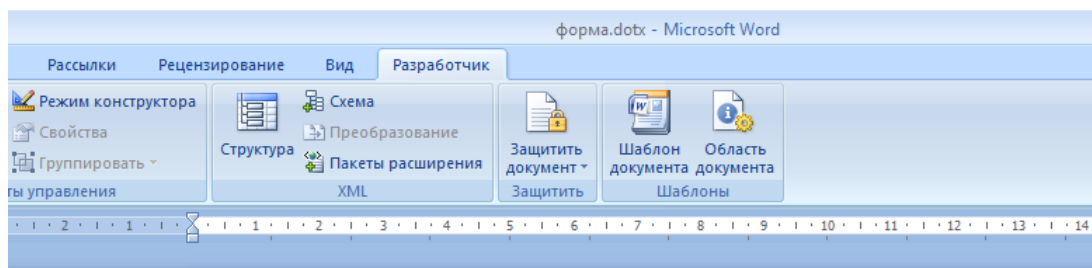 форма.dotx - Microsoft Word
Рассылки Рецензирование Вид Разработчик
Режим конструктора
Свойства
Группировать
ты управления
Структура
Схема
Преобразование
Пакеты расширения
XML
Защитить
документ
Защитить
Шаблон
документа
Область
документа
Шаблоны
2 1 1 2 3 4 5 6 7 8 9 10 11 12 13 14